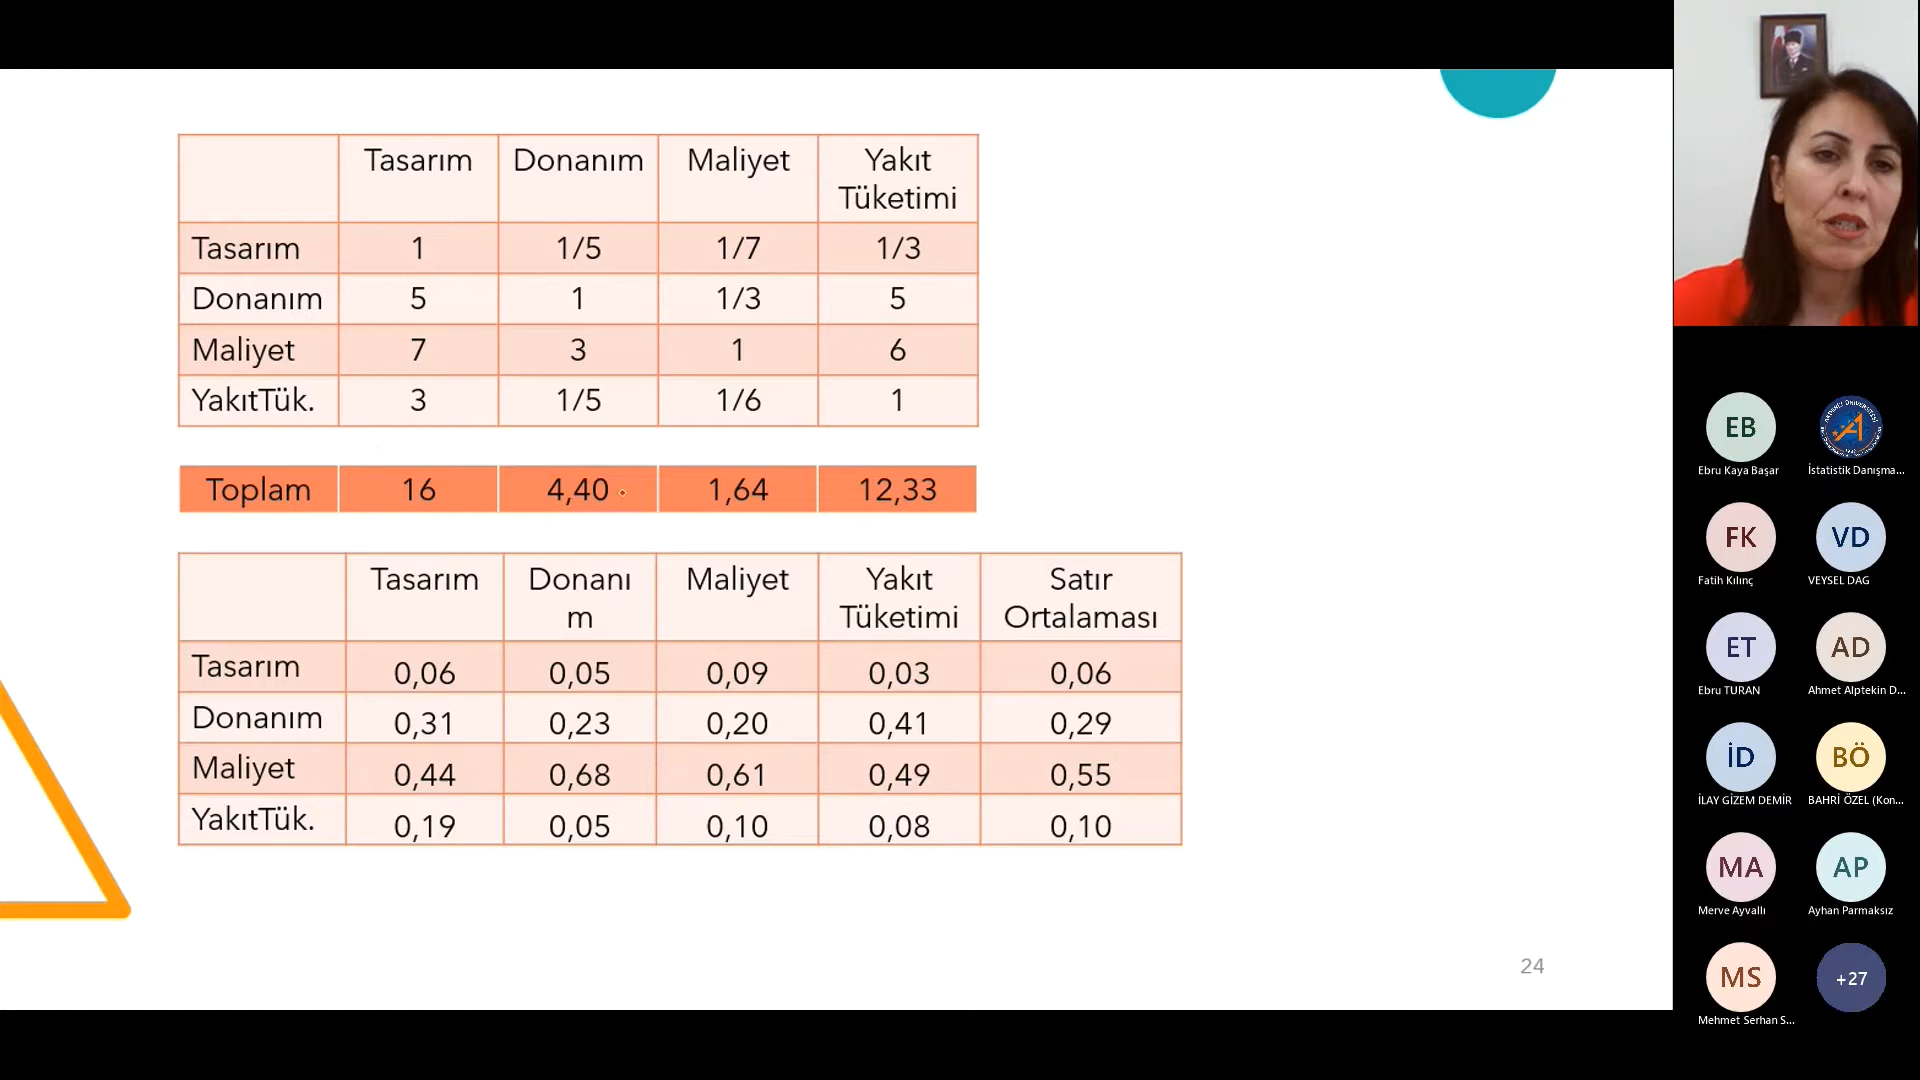 Tasarım Donanım Maliyet Yakıt
Tüketimi
Tasarım 1 1/5 1/7 1/3
Donanım 5 1 1/3 5
Maliyet 7 3 1 6
YakıtTük. 3 1/5 1/6 1
Toplam 16 4,40 1,64 12,33
Tasarım Donanı Maliyet Yakıt Satır
m Tüketimi Ortalaması
Tasarım 0,06 0,05 0,09 0,03 0,06
Donanım 0,31 0,23 0,20 0,41 0,29
Maliyet 0,44 0,68 0,61 0,49 0,55
YakıtTük. 0,19 0,05 0,10 0,08 0,10
24
EB
Ebru Kaya Başar İstatistik Danışma...
FK VD
Fatih Kılınç VEYSEL DAG
ET AD
Ebru TURAN Ahmet Alptekin D...
İD BÖ
İLAY GİZEM DEMİR BAHRİ ÖZEL (Kon...
MA AP
Merve Ayvallı Ayhan Parmaksız
MS +27
Mehmet Serhan S...